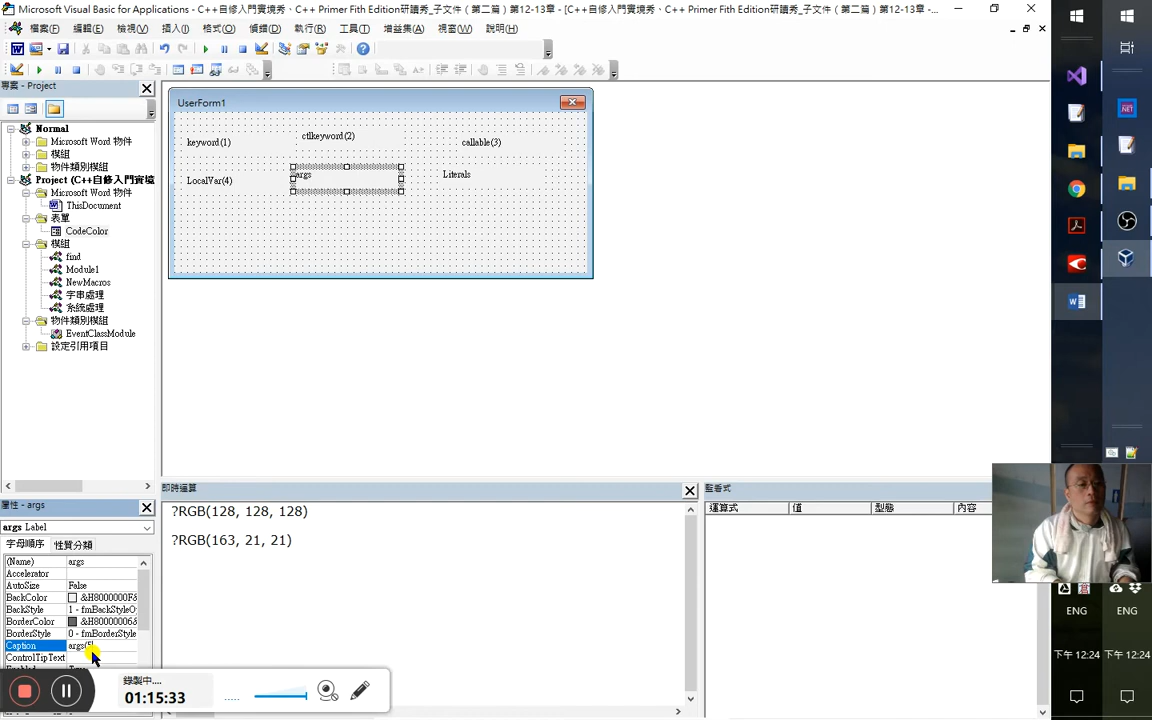 Microsoft Visual Basic for Applications - C++自修入門實境秀、C++ Primer Fith Edition研讀秀_子文件（第二篇）第12-13章 - [C++自修入門實境秀、C++ Primer Fith Edition研讀秀_子文件（第二篇）第12-13章 - ...
檔案(F) 編輯(E) 檢視(V) 插入(I) 格式(O) 偵錯(D) 執行(R) 工具(T) 增益集(A) 視窗(W) 說明(H)
專案 - Project
Normal
Microsoft Word 物件
模組
物件類別模組
Project (C++自修入門實境
Microsoft Word 物件
ThisDocument
表單
CodeColor
模組
find
Module1
NewMacros
字串處理
系統處理
物件類別模組
EventClassModule
設定引用項目
UserForm1
keyword(1)
ctlkeyword(2)
callable(3)
LocalVar(4)
args
Literals
屬性 - args
args Label
字母順序 性質分類
(Name) args
Accelerator
AutoSize False
BackColor &H8000000F&
BackStyle 1 - fmBackStyleO
BorderColor &H80000006&
BorderStyle 0 - fmBorderStyle
Caption args(5)
ControlTipText
即時運算
?RGB(128, 128, 128)
?RGB(163, 21, 21)
監看式
運算式 值 型態 內容
錄製中....
01:15:33
ENG
ENG
下午 12:24
下午 12:24
.NET